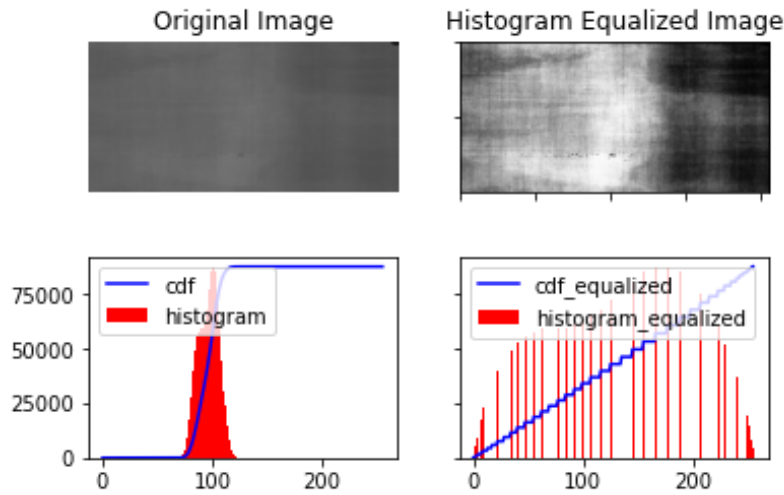 Original Image
Histogram Equalized Image
cdf
histogram
75000
50000
25000
0
0
100
200
cdf_equalized
histogram_equalized
0
100
200